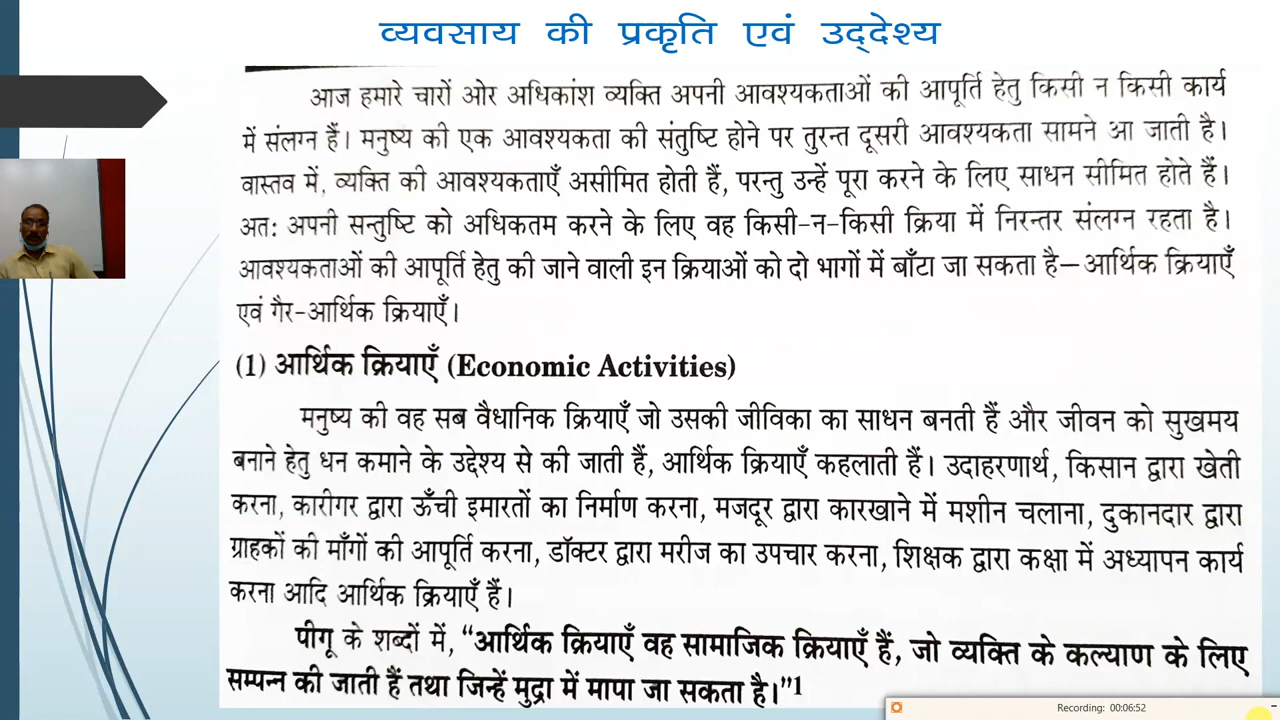 व्यवसाय की प्रकृति एवं उद्देश्य
आज हमारे चारों ओर अधिकांश व्यक्ति अपनी आवश्यकताओं की आपूर्ति हेतु किसी न किसी कार्य
में संलग्न हैं। मनुष्य की एक आवश्यकता की संतुष्टि होने पर तुरन्त दूसरी आवश्यकता सामने आ जाती है।
वास्तव में, व्यक्ति की आवश्यकताएँ असीमित होती हैं, परन्तु उन्हें पूरा करने के लिए साधन सीमित होते हैं।
अतः अपनी सन्तुष्टि को अधिकतम करने के लिए वह किसी-न-किसी क्रिया में निरन्तर संलग्न रहता है।
आवश्यकताओं की आपूर्ति हेतु की जाने वाली इन क्रियाओं को दो भागों में बाँटा जा सकता है—आर्थिक क्रियाएँ
एवं गैर-आर्थिक क्रियाएँ।
(1) आर्थिक क्रियाएँ (Economic Activities)
मनुष्य की वह सब वैधानिक क्रियाएँ जो उसकी जीविका का साधन बनती हैं और जीवन को सुखमय
बनाने हेतु धन कमाने के उद्देश्य से की जाती हैं, आर्थिक क्रियाएँ कहलाती हैं। उदाहरणार्थ, किसान द्वारा खेती
करना, कारीगर द्वारा ऊँची इमारतों का निर्माण करना, मजदूर द्वारा कारखाने में मशीन चलाना, दुकानदार द्वारा
ग्राहकों की माँगों की आपूर्ति करना, डॉक्टर द्वारा मरीज का उपचार करना, शिक्षक द्वारा कक्षा में अध्यापन कार्य
करना आदि आर्थिक क्रियाएँ हैं।
पीगू के शब्दों में, “आर्थिक क्रियाएँ वह सामाजिक क्रियाएँ हैं, जो व्यक्ति के कल्याण के लिए
सम्पन्न की जाती हैं तथा जिन्हें मुद्रा में मापा जा सकता है।”1
Recording: 00:06:52